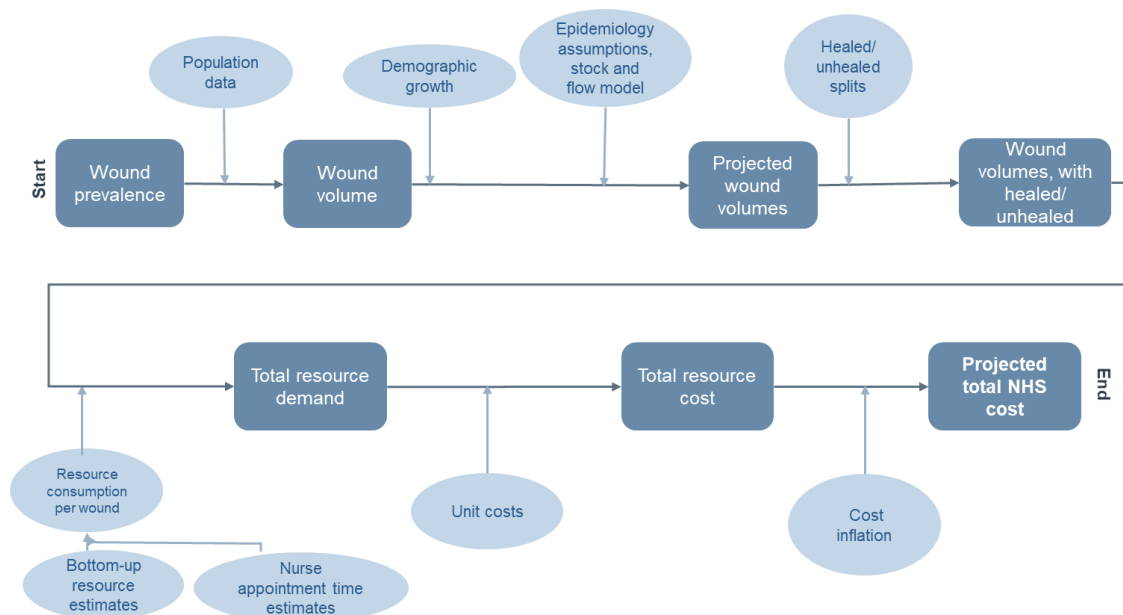 Population
data
Demographic
growth
Epidemiology
assumptions,
stock and
flow model
Healed/
unhealed
splits
Start
Wound
prevalence
Wound
volume
Projected
wound
volumes
Wound
volumes, with
healed/
unhealed
Total resource
demand
Total resource
cost
Projected
total NHS
cost
End
Resource
consumption
per wound
Unit costs
Cost
inflation
Bottom-up
resource
estimates
Nurse
appointment time
estimates